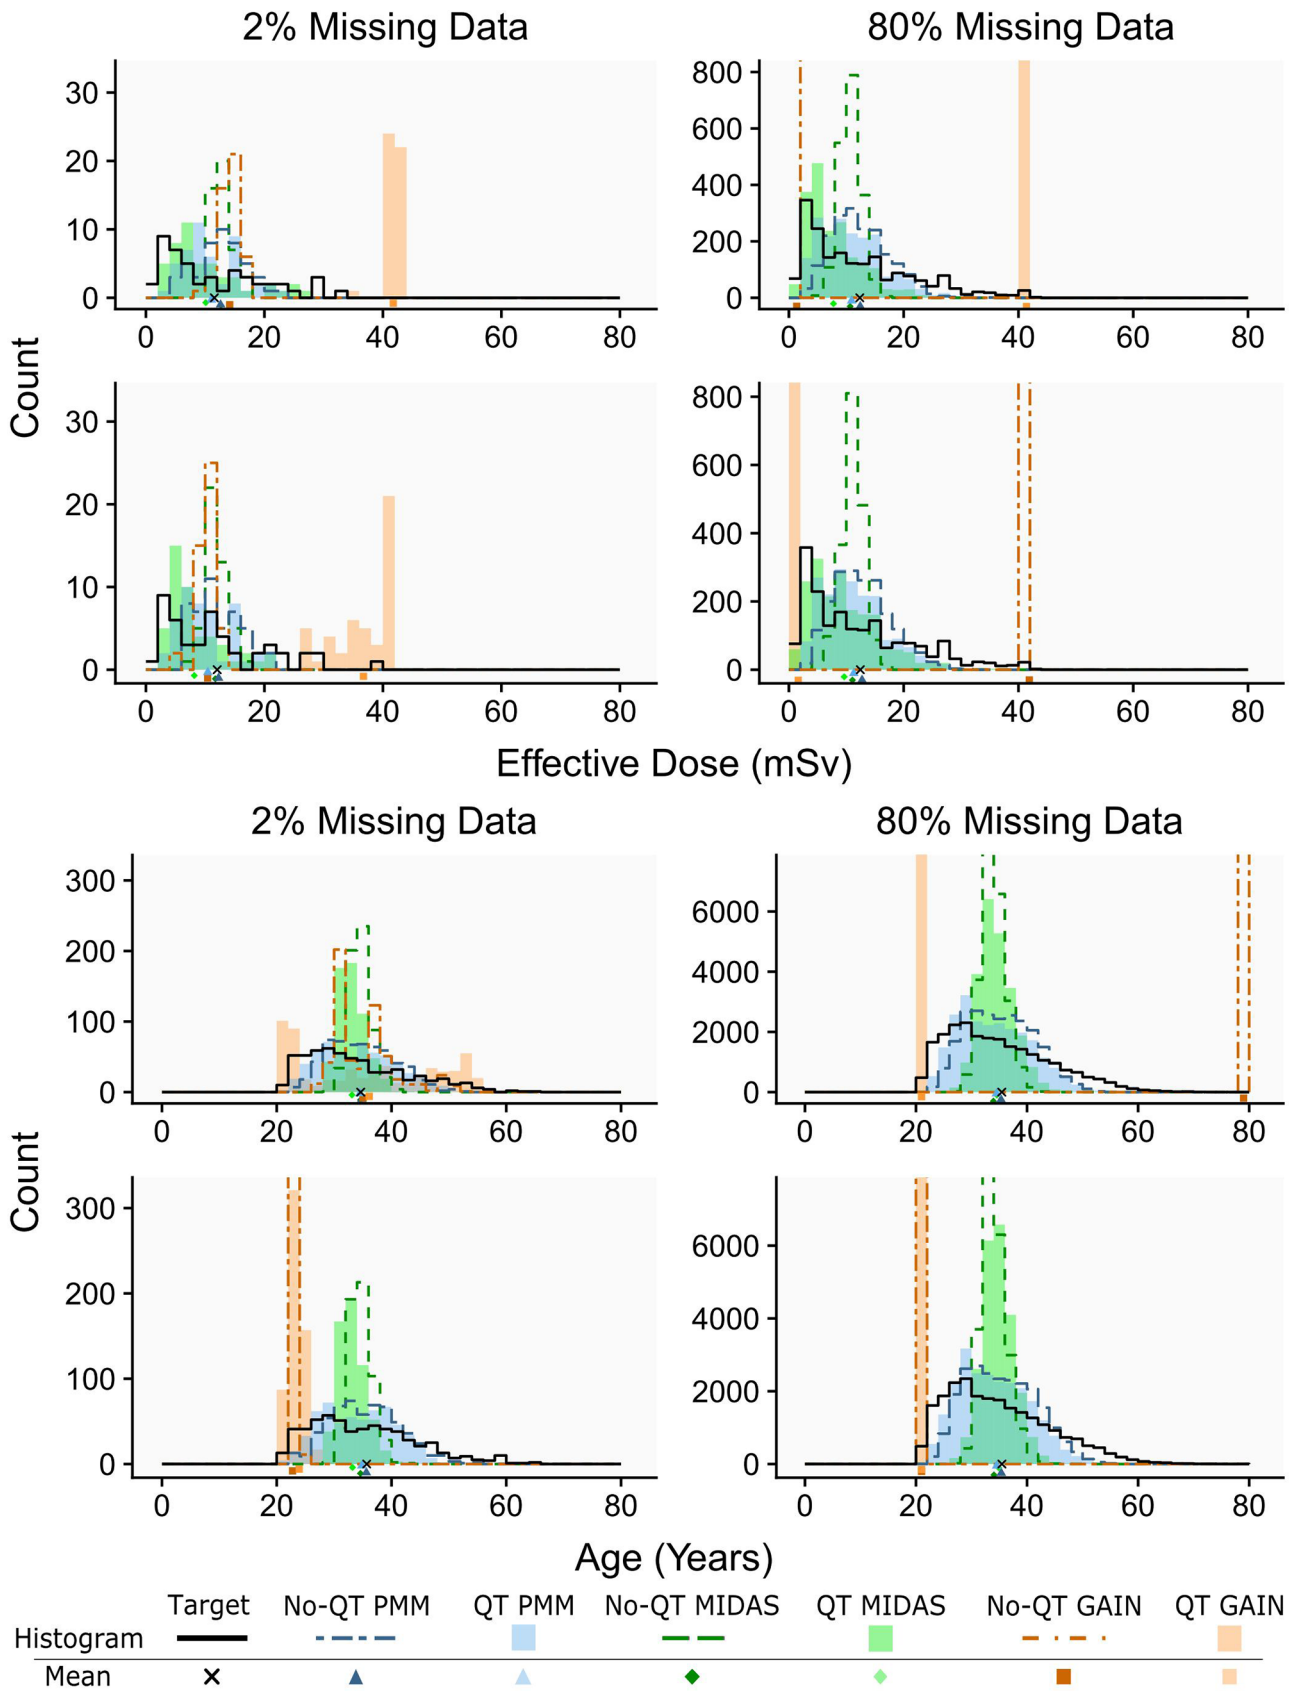 2% Missing Data 80% Missing Data
30
20
10
0
0 20 40 60 80
800
600
400
200
0
0 20 40 60 80
30
20
10
0
0 20 40 60 80
800
600
400
200
0
0 20 40 60 80
Count
Effective Dose (mSv)
2% Missing Data 80% Missing Data
300
200
100
0
0 20 40 60 80
6000
4000
2000
0
0 20 40 60 80
300
200
100
0
0 20 40 60 80
6000
4000
2000
0
0 20 40 60 80
Count
Age (Years)
Target No-QT PMM QT PMM No-QT MIDAS QT MIDAS No-QT GAIN QT GAIN
Histogram
Mean